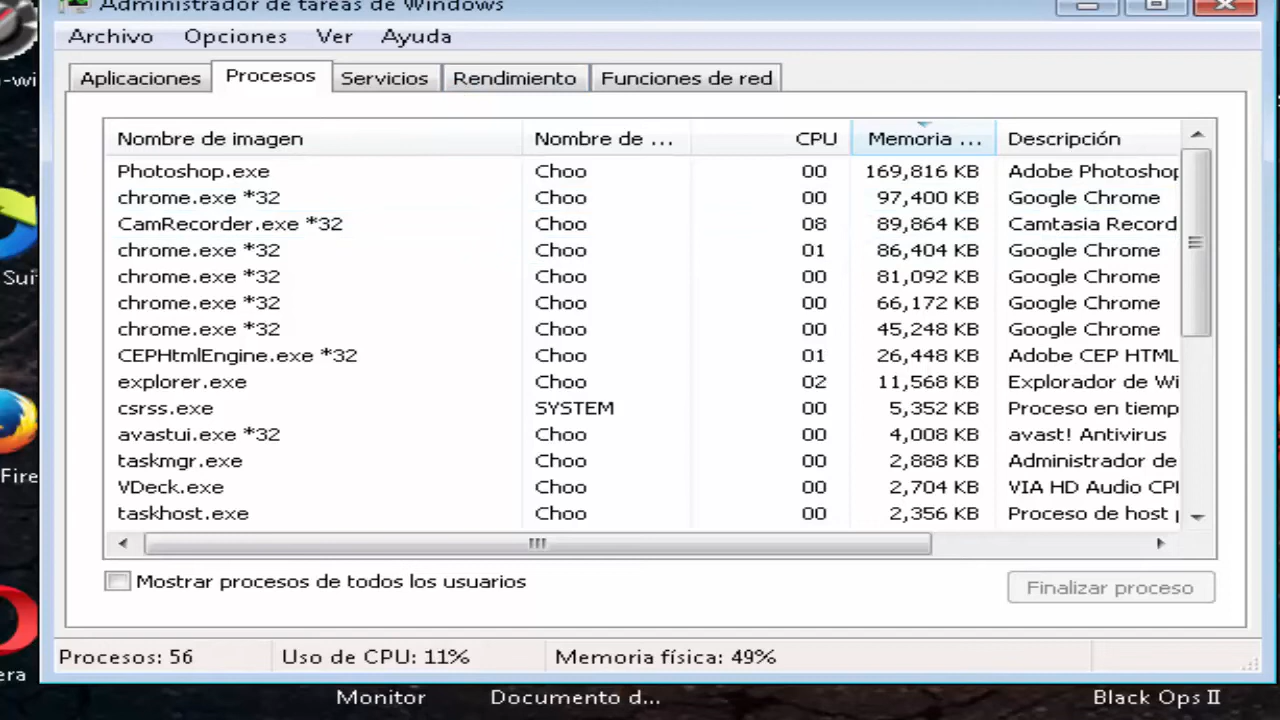 Administrador de tareas de Windows
Archivo Opciones Ver Ayuda
Aplicaciones Procesos Servicios Rendimiento Funciones de red
Nombre de imagen Nombre de ... CPU Memoria ... Descripción
Photoshop.exe Choo 00 169,816 KB Adobe Photoshop
chrome.exe *32 Choo 00 97,400 KB Google Chrome
CamRecorder.exe *32 Choo 08 89,864 KB Camtasia Record
chrome.exe *32 Choo 01 86,404 KB Google Chrome
chrome.exe *32 Choo 00 81,092 KB Google Chrome
chrome.exe *32 Choo 00 66,172 KB Google Chrome
chrome.exe *32 Choo 00 45,248 KB Google Chrome
CEPHtmlEngine.exe *32 Choo 01 26,448 KB Adobe CEP HTML
explorer.exe Choo 02 11,568 KB Explorador de Wi
csrss.exe SYSTEM 00 5,352 KB Proceso en tiemp
avastui.exe *32 Choo 00 4,008 KB avast! Antivirus
taskmgr.exe Choo 00 2,888 KB Administrador de
VDeck.exe Choo 00 2,704 KB VIA HD Audio CPL
taskhost.exe Choo 00 2,356 KB Proceso de host p
Mostrar procesos de todos los usuarios
Finalizar proceso
Procesos: 56 Uso de CPU: 11% Memoria física: 49%
-wi
Sui
Fire
era
Monitor Documento d... Black Ops II